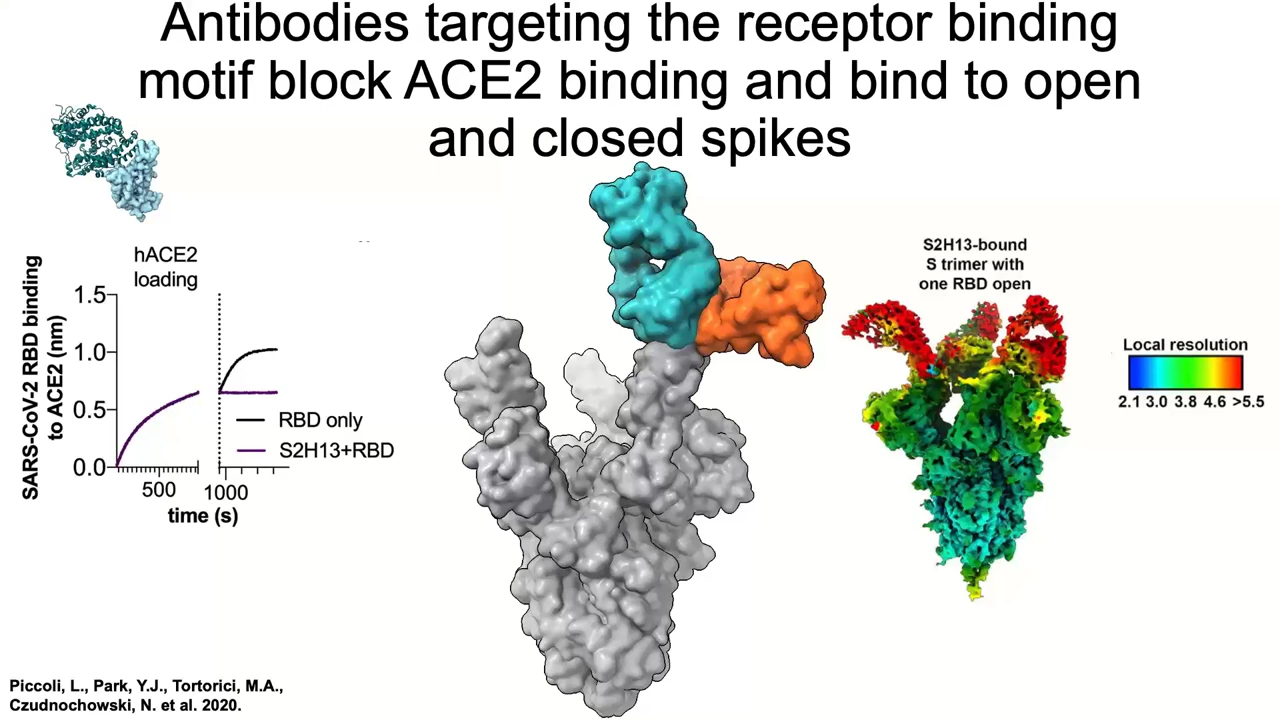 Antibodies targeting the receptor binding
motif block ACE2 binding and bind to open
and closed spikes
hACE2
loading
SARS-CoV-2 RBD binding
to ACE2 (nm)
1.5
1.0
0.5
0.0
500
1000
time (s)
RBD only
S2H13+RBD
S2H13-bound
S trimer with
one RBD open
Local resolution
2.1 3.0 3.8 4.6 >5.5
Piccoli, L., Park, Y.J., Tortorici, M.A.,
Czudnochowski, N. et al. 2020.